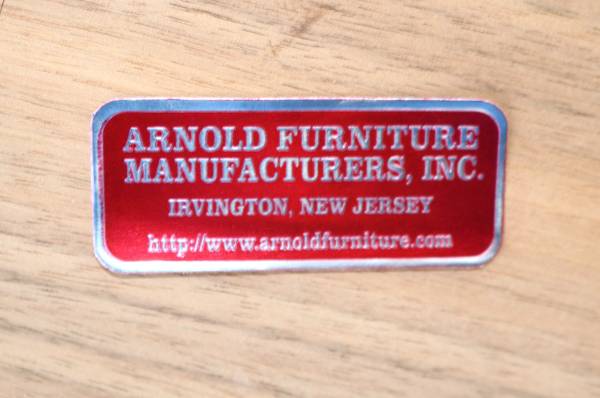 ARNOLD FURNITURE
MANUFACTURERS, INC.
IRVINGTON, NEW JERSEY
http://www.arnoldfurniture.com